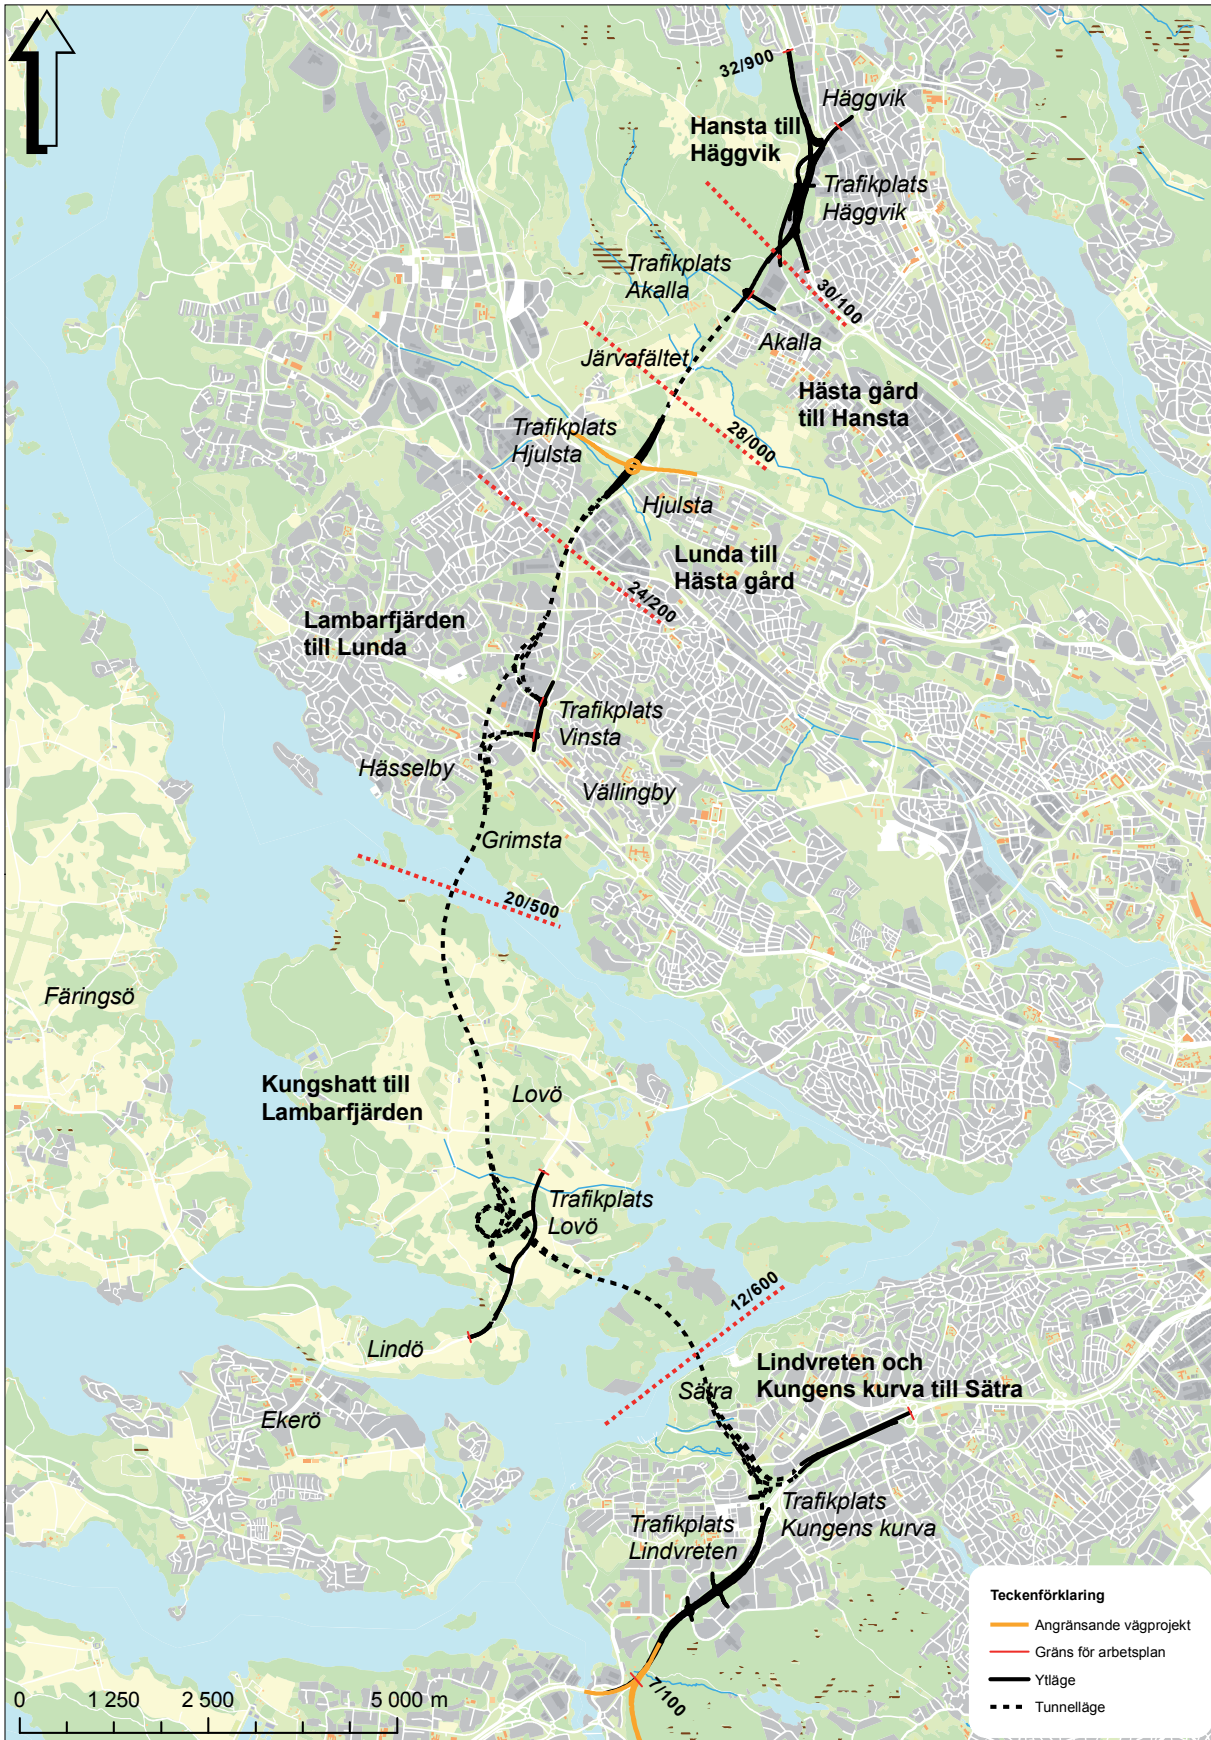 32/900
Häggvik
Hansta till
Häggvik
Trafikplats
Häggvik
Trafikplats
Akalla
30/100
Akalla
Järvafältet
Hästa gård
till Hansta
Trafikplats
Hjulsta
28/000
Hjulsta
Lunda till
Hästa gård
24/200
Lambarfjärden
till Lunda
Trafikplats
Vinsta
Hässelby
Vällingby
Grimsta
20/500
Färingsö
Kungshatt till
Lambarfjärden
Lovö
Trafikplats
Lovö
12/600
Lindö
Lindvreten och
Kungens kurva till Sätra
Sätra
Ekerö
Trafikplats
Kungens kurva
Trafikplats
Lindvreten
7/100
Teckenförklaring
Angränsande vägprojekt
Gräns för arbetsplan
Ytläge
Tunnelläge
0 1 250 2 500 5 000 m